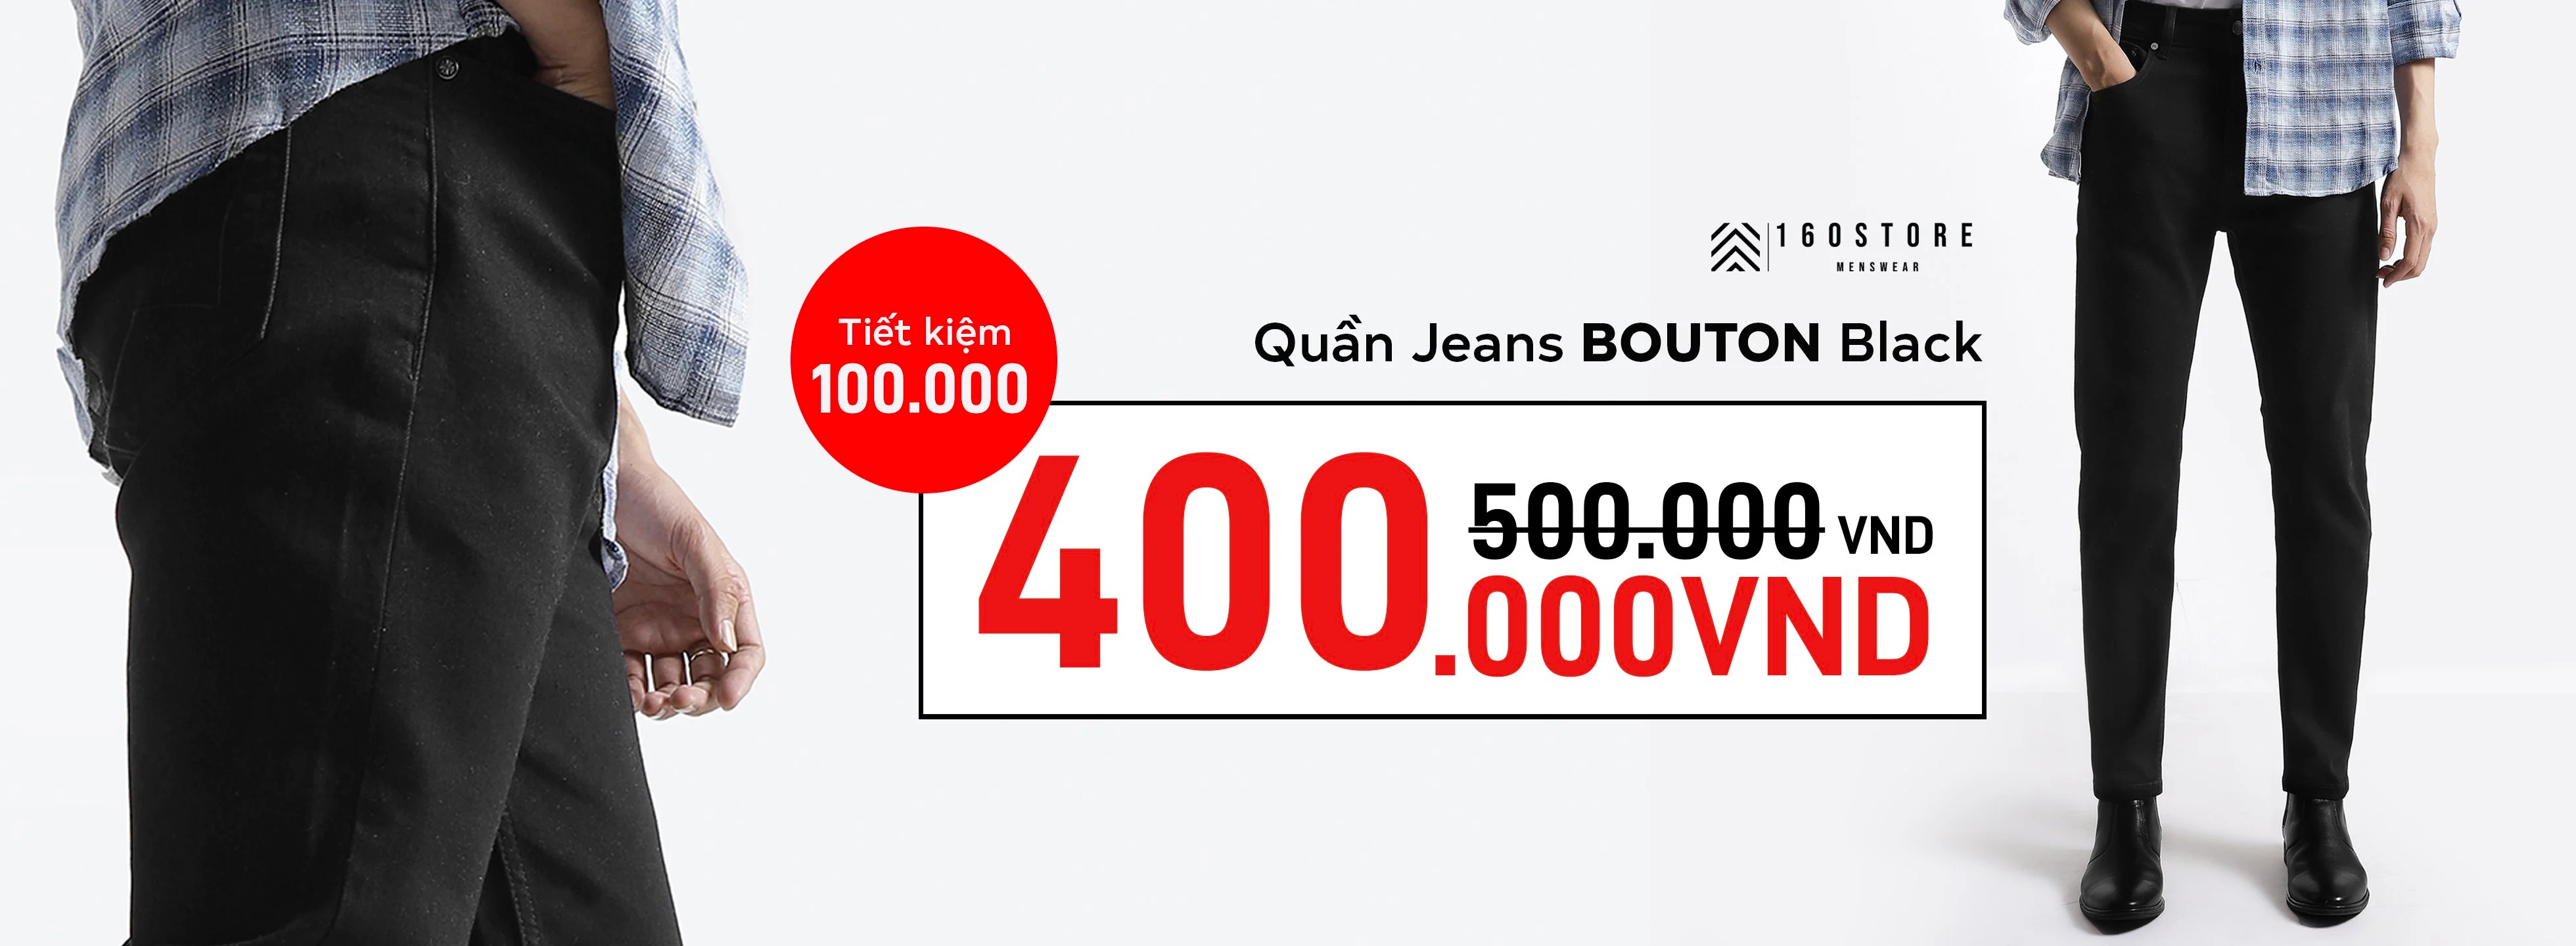 160STORE
MENSWEAR
Quần Jeans BOUTON Black
Tiết kiệm
100.000
500.000 VND
400.000VND